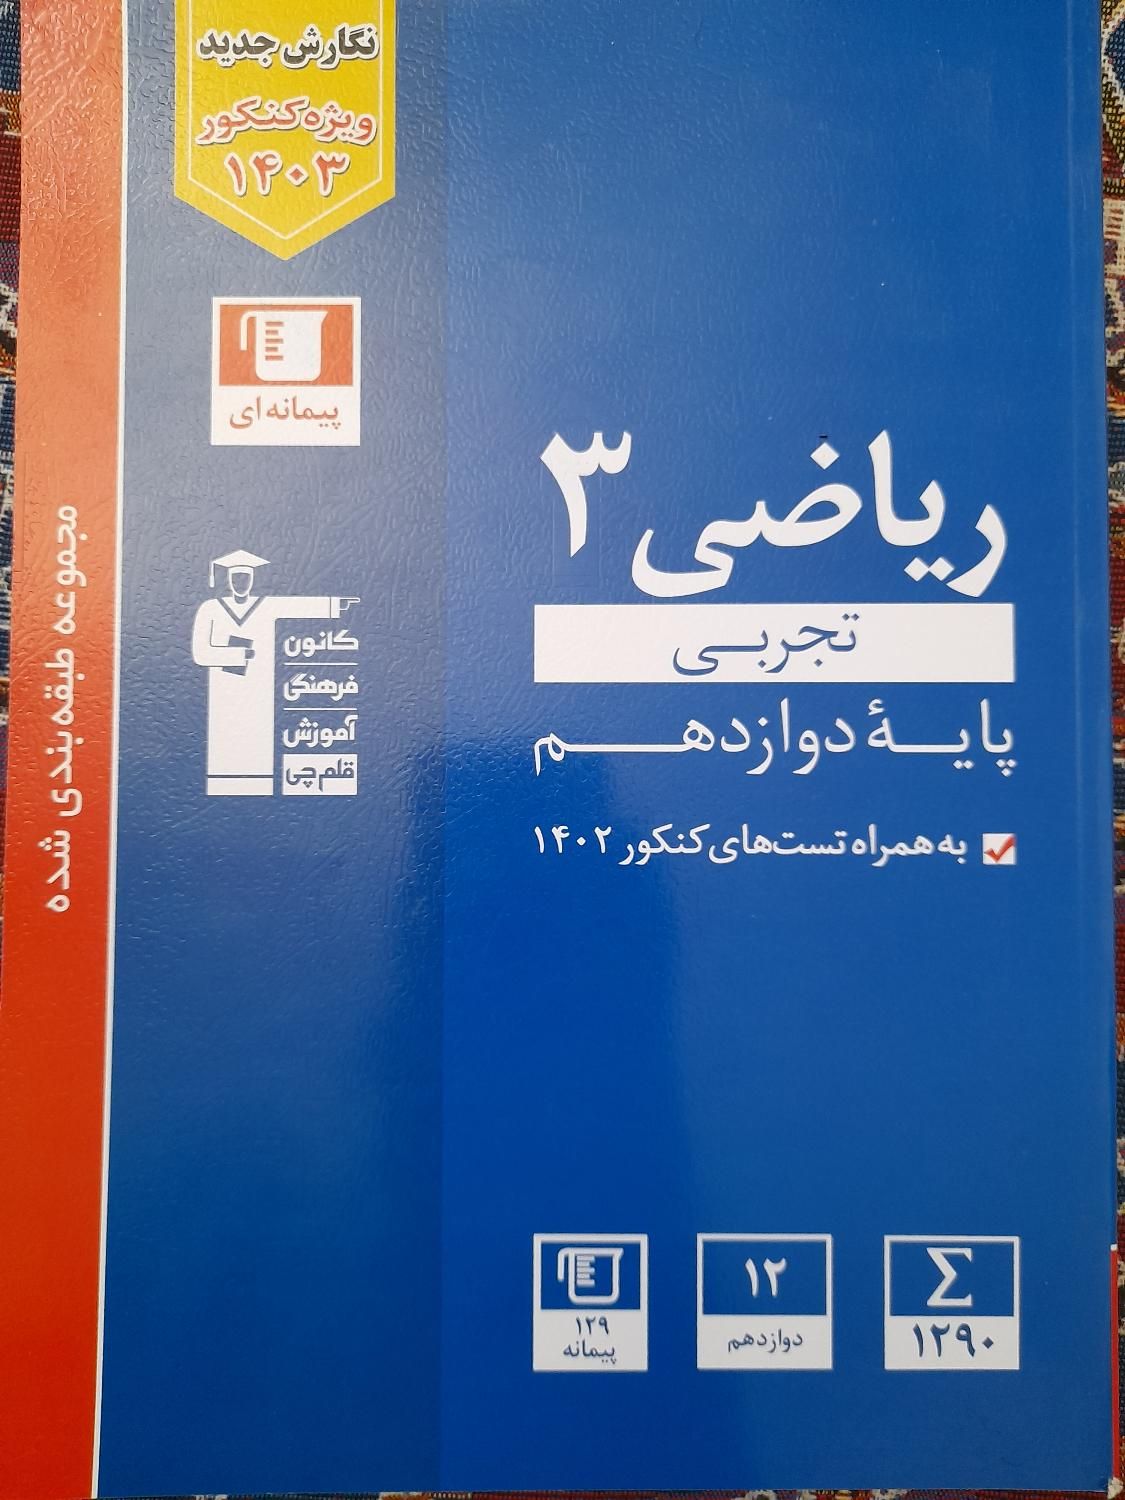 نگارش جدید
ویژه کنکور
۱۴۰۳
پیمانه‌ای
ریاضی ۳
تجربی
پایهٔ دوازدهم
به همراه تست‌های کنکور ۱۴۰۲
کانون
فرهنگی
آموزش
قلم‌چی
مجموعه طبقه‌بندی شده
Σ
۱۲۹۰
۱۲
دوازدهم
۱۲۹
پیمانه